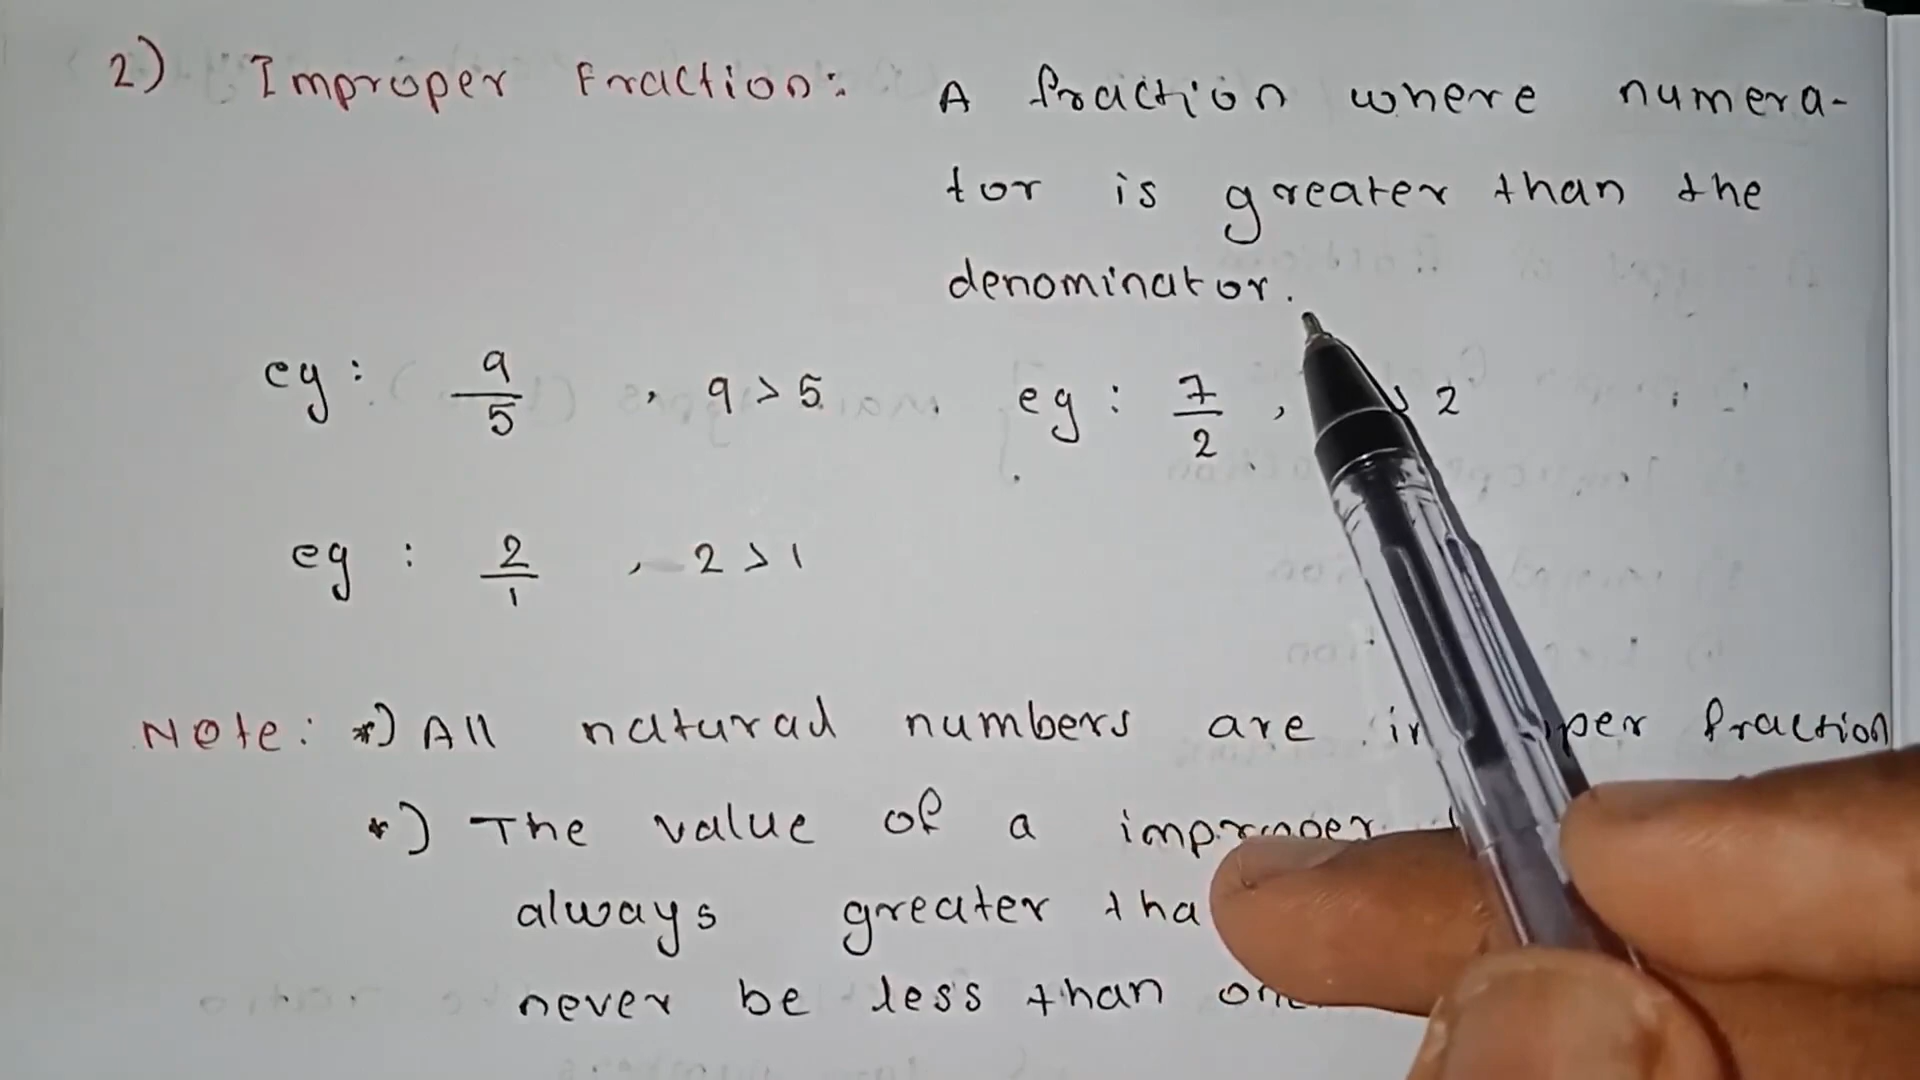 2) Improper Fraction: A fraction where numera-
tor is greater than the
denominator.
eg: 9/5 , 9>5 eg: 7/2 , 2
eg : 2/1 , 2>1
Note: *) All natural numbers are fraction
*) The value of a improper
always greater
never be less than